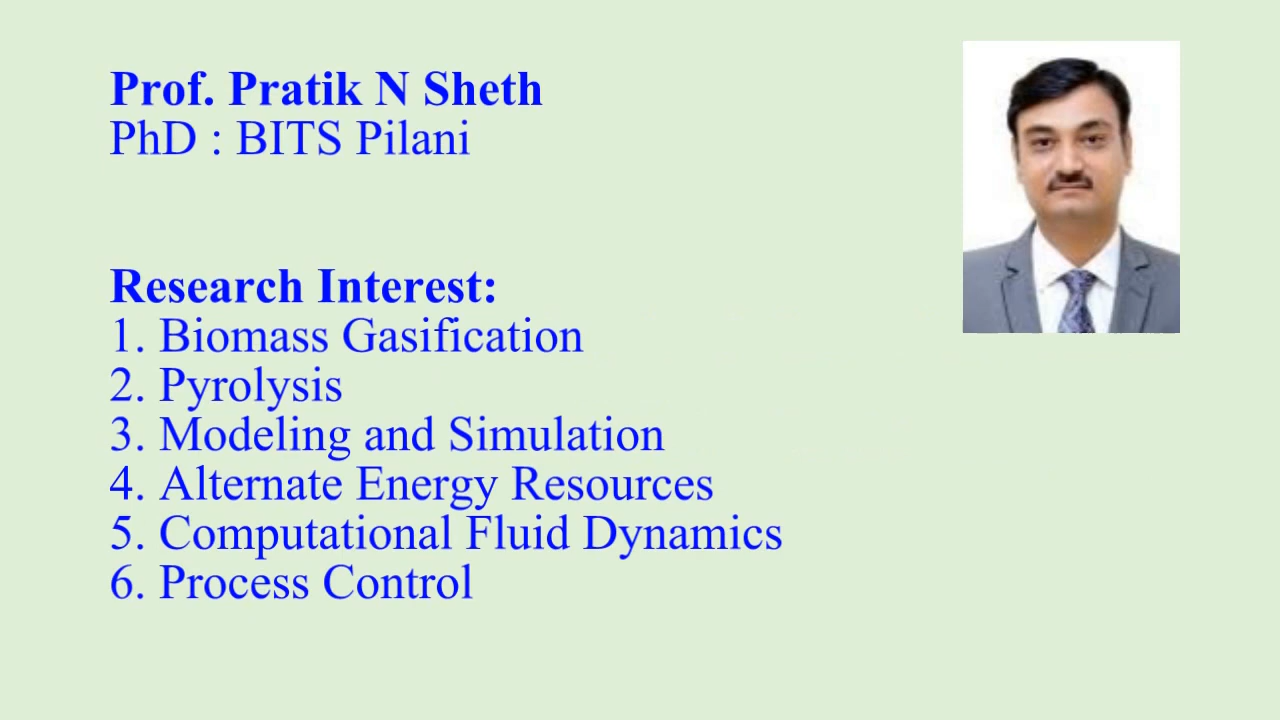 Prof. Pratik N Sheth
PhD : BITS Pilani
Research Interest:
1. Biomass Gasification
2. Pyrolysis
3. Modeling and Simulation
4. Alternate Energy Resources
5. Computational Fluid Dynamics
6. Process Control